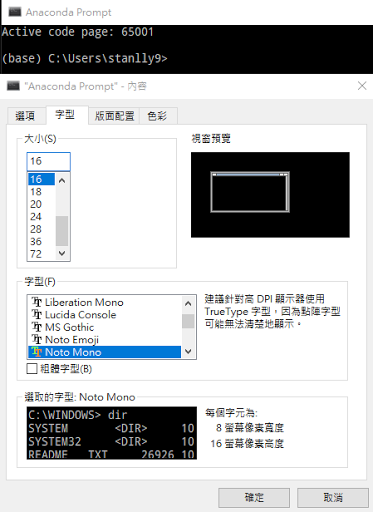 Anaconda Prompt
Active code page: 65001
(base) C:\Users\stanlly9>
"Anaconda Prompt" - 內容
選項 字型 版面配置 色彩
大小(S)
16
16
18
20
24
28
36
72
視窗預覽
字型(F)
Liberation Mono
Lucida Console
MS Gothic
Noto Emoji
Noto Mono
粗體字型(B)
建議針對高 DPI 顯示器使用
TrueType 字型，因為點陣字型
可能無法清楚地顯示。
選取的字型: Noto Mono
C:\WINDOWS> dir
SYSTEM <DIR> 10
SYSTEM32 <DIR> 10
README TXT 26926 10
每個字元為:
8 螢幕像素寬度
16 螢幕像素高度
確定 取消